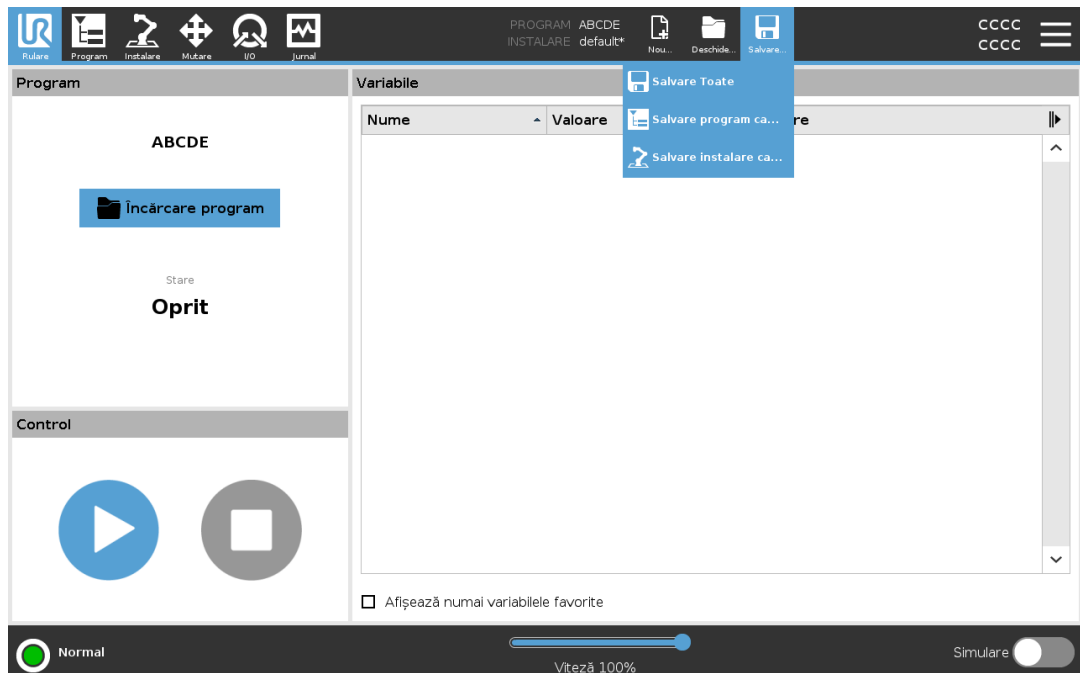 PROGRAM ABCDE
INSTALARE default*
CCCC
CCCC
Rulare Program Instalare Mutare I/O Jurnal Nou... Deschide... Salvare...
Program
Variabile
Salvare Toate
Salvare program ca...
Salvare instalare ca...
Nume Valoare re
ABCDE
Încărcare program
Stare
Oprit
Control
Afișează numai variabilele favorite
Normal
Viteză 100%
Simulare